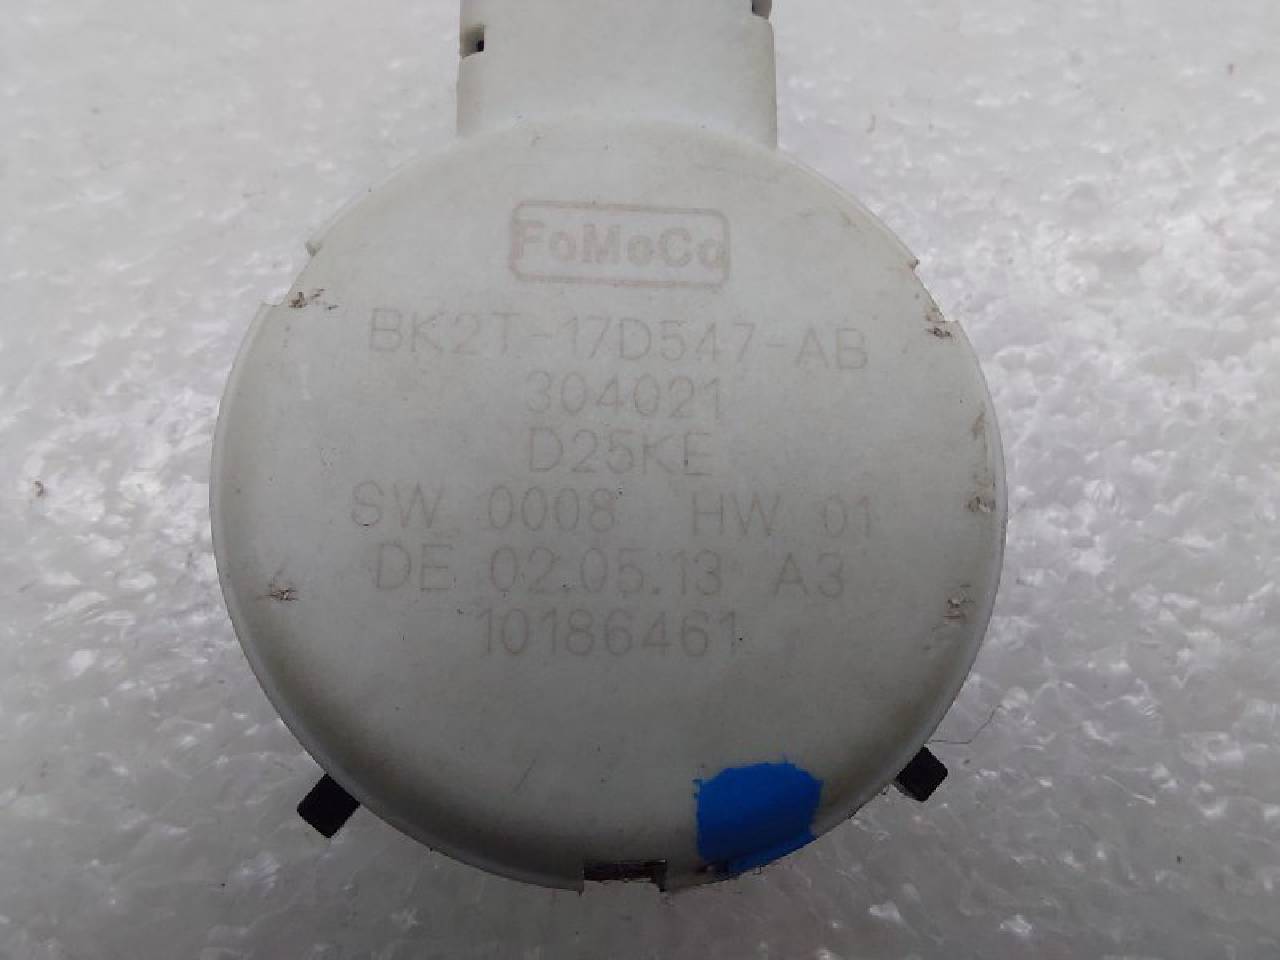 FoMoCo
BK2T-17D547-AB
304021
D25KE
SW 0008 HW 01
DE 02.05.13 A3
10186461